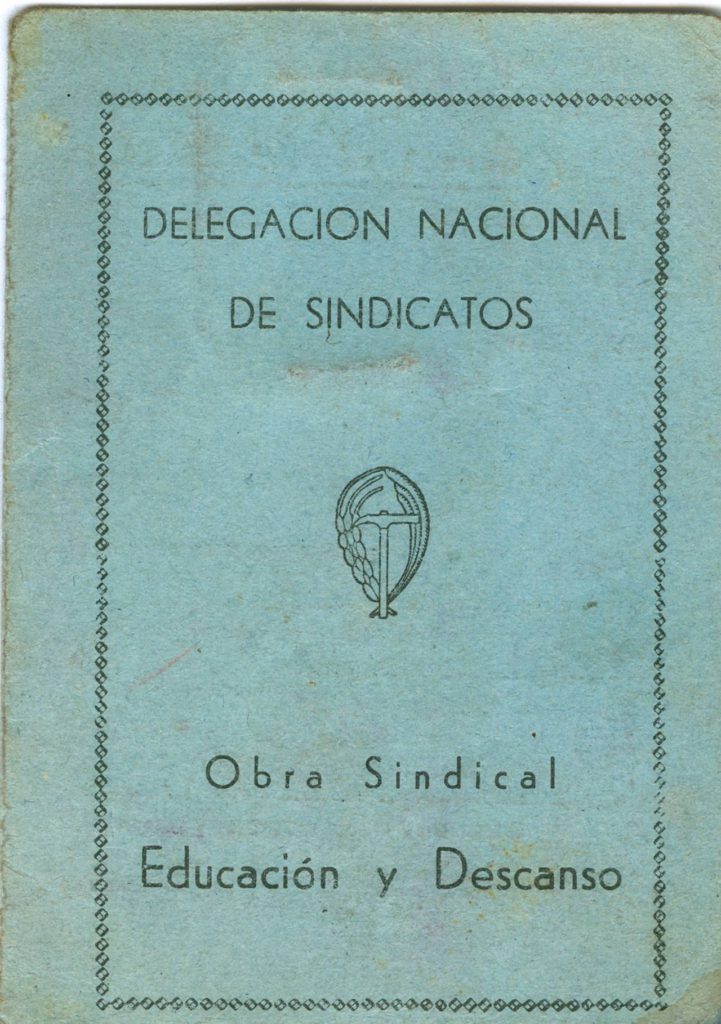 DELEGACION NACIONAL
DE SINDICATOS
Obra Sindical
Educación y Descanso